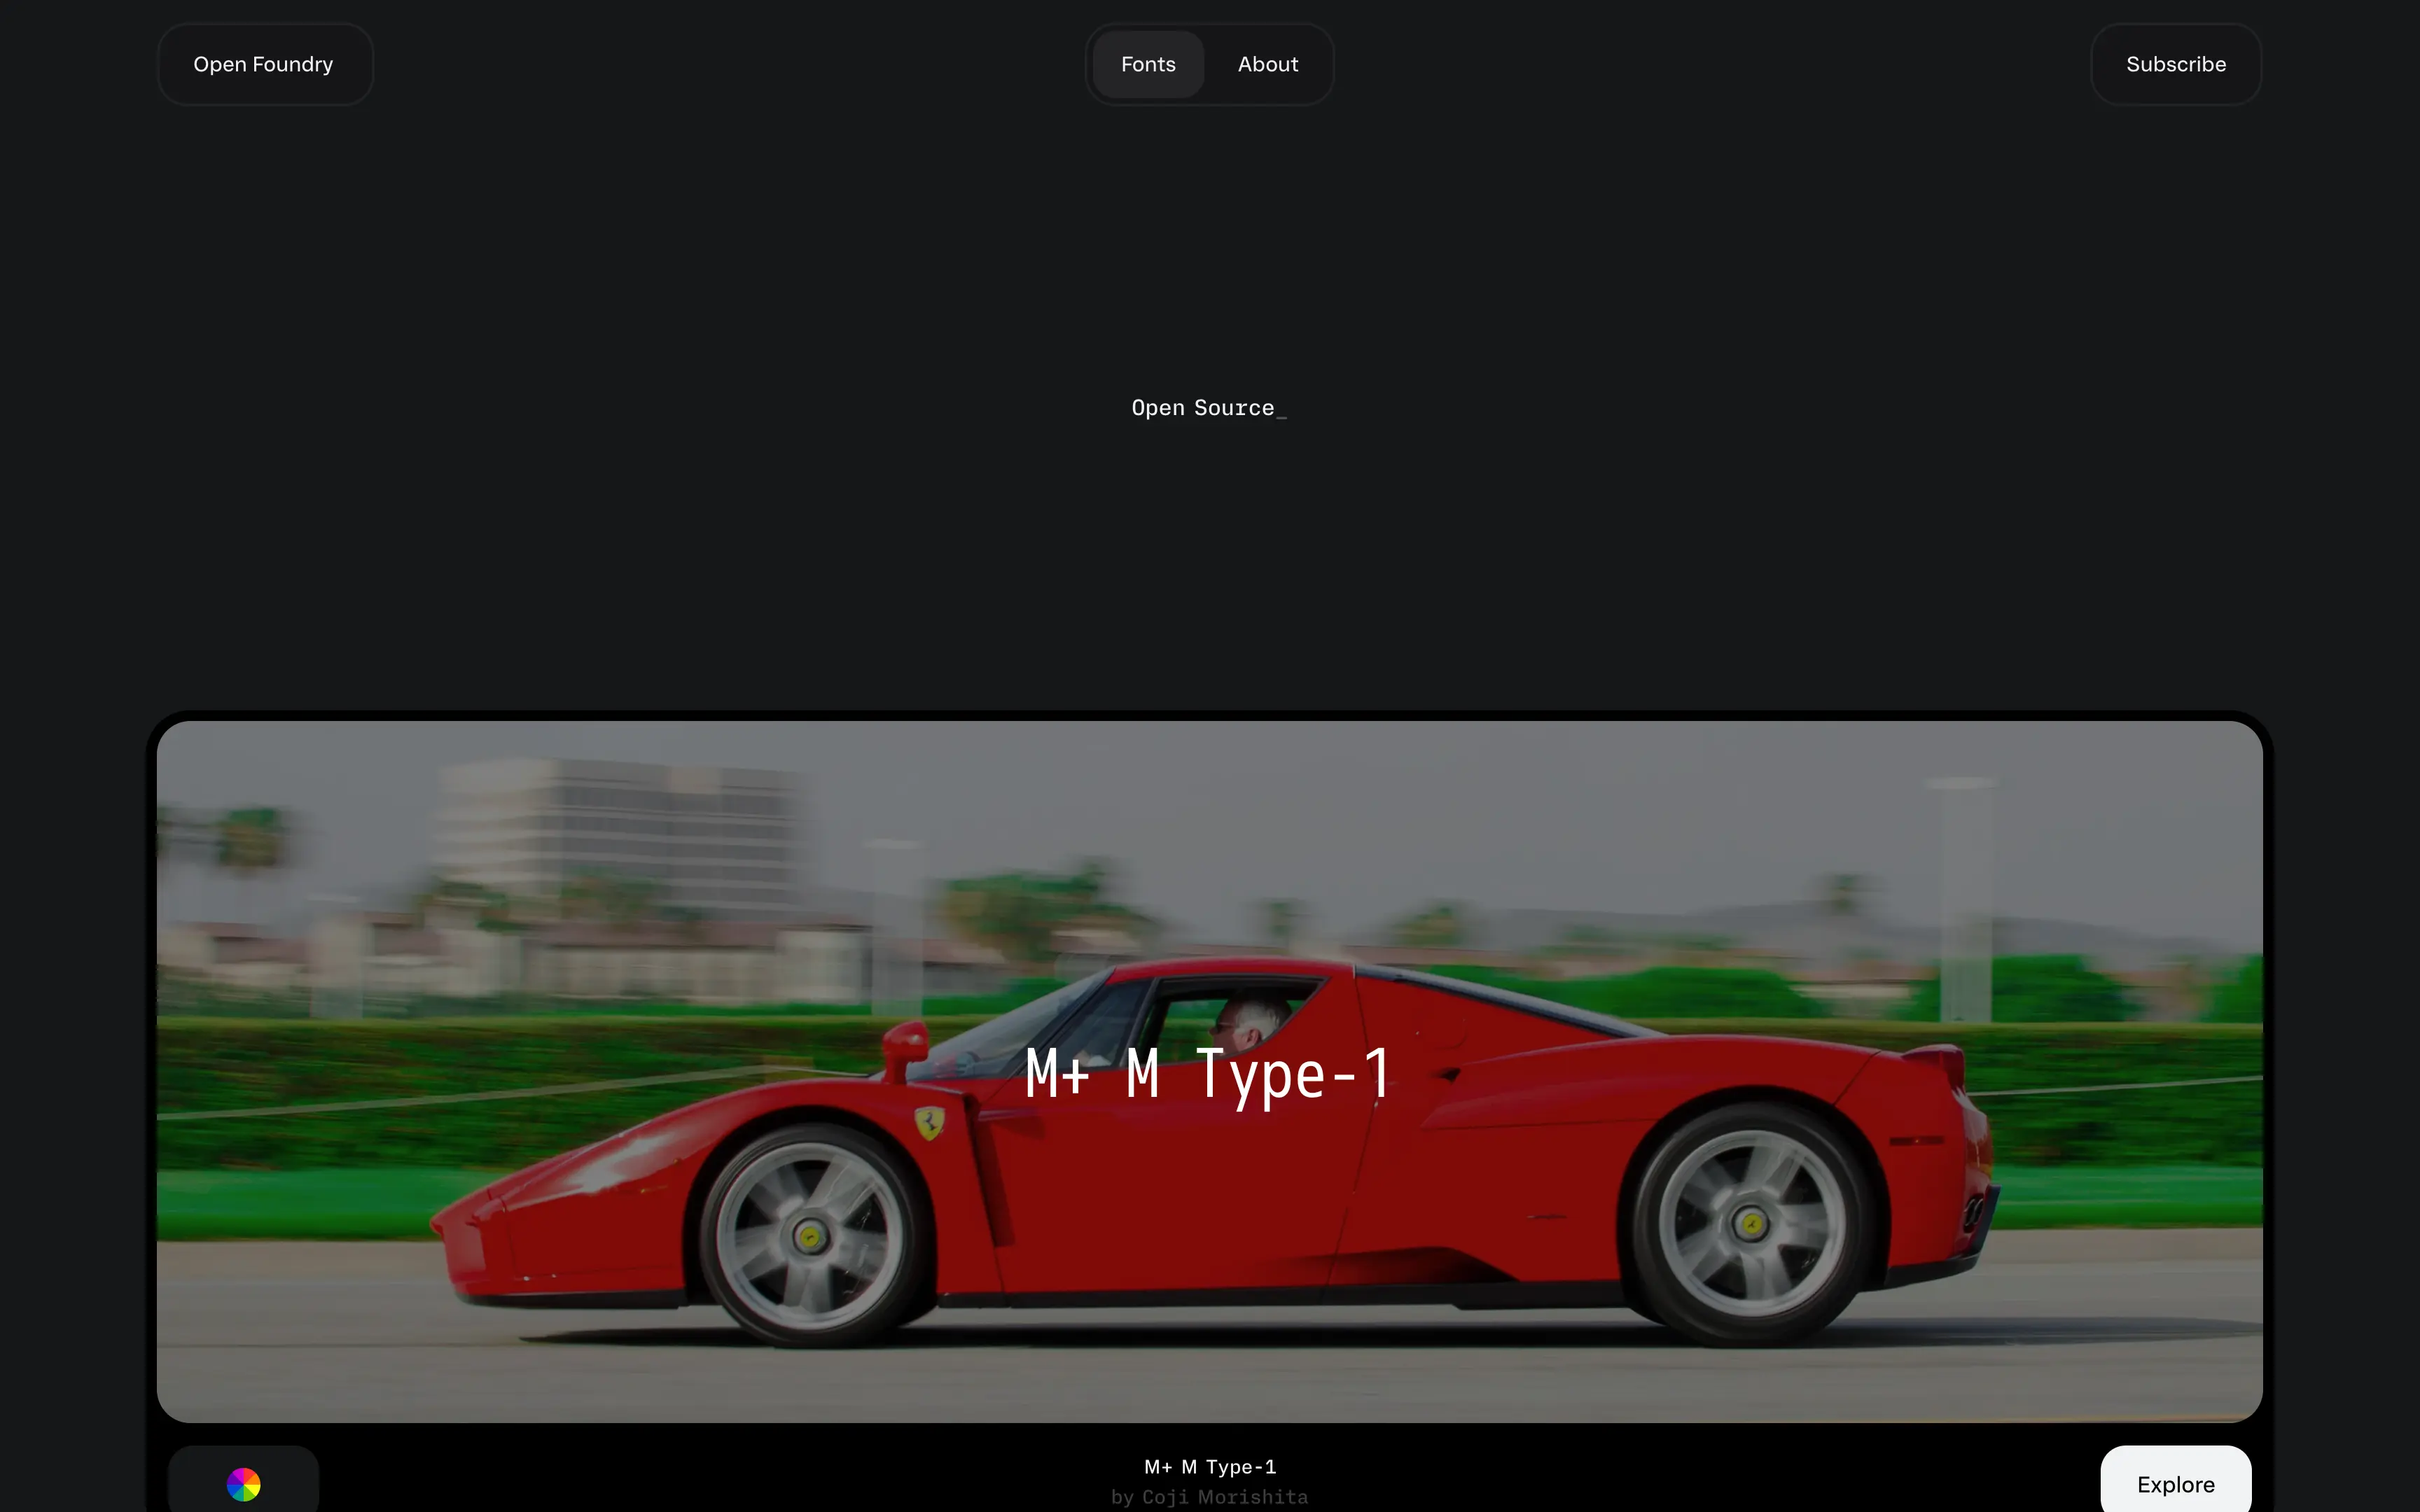 Open Foundry
Fonts
About
Subscribe
Open Source_
M+ M Type-1
M+ M Type-1
by Coji Morishita
Explore